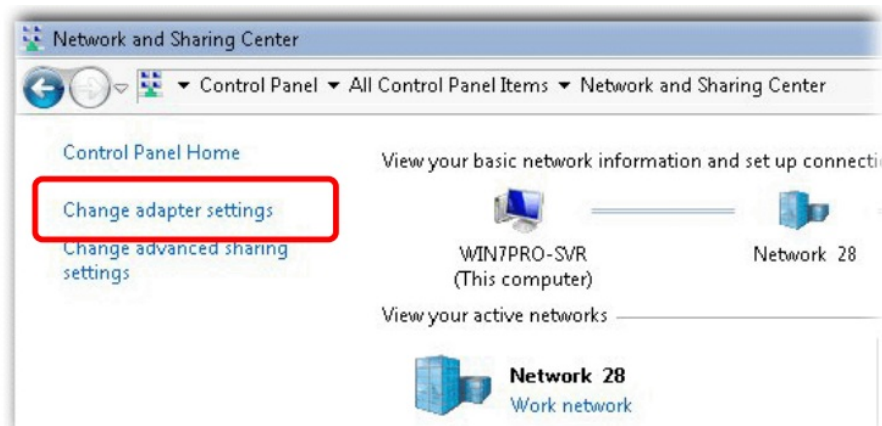 Network and Sharing Center
Control Panel ▾ All Control Panel Items ▾ Network and Sharing Center
Control Panel Home
Change adapter settings
Change advanced sharing
settings
View your basic network information and set up connecti
WIN7PRO-SVR
(This computer)
Network 28
View your active networks
Network 28
Work network